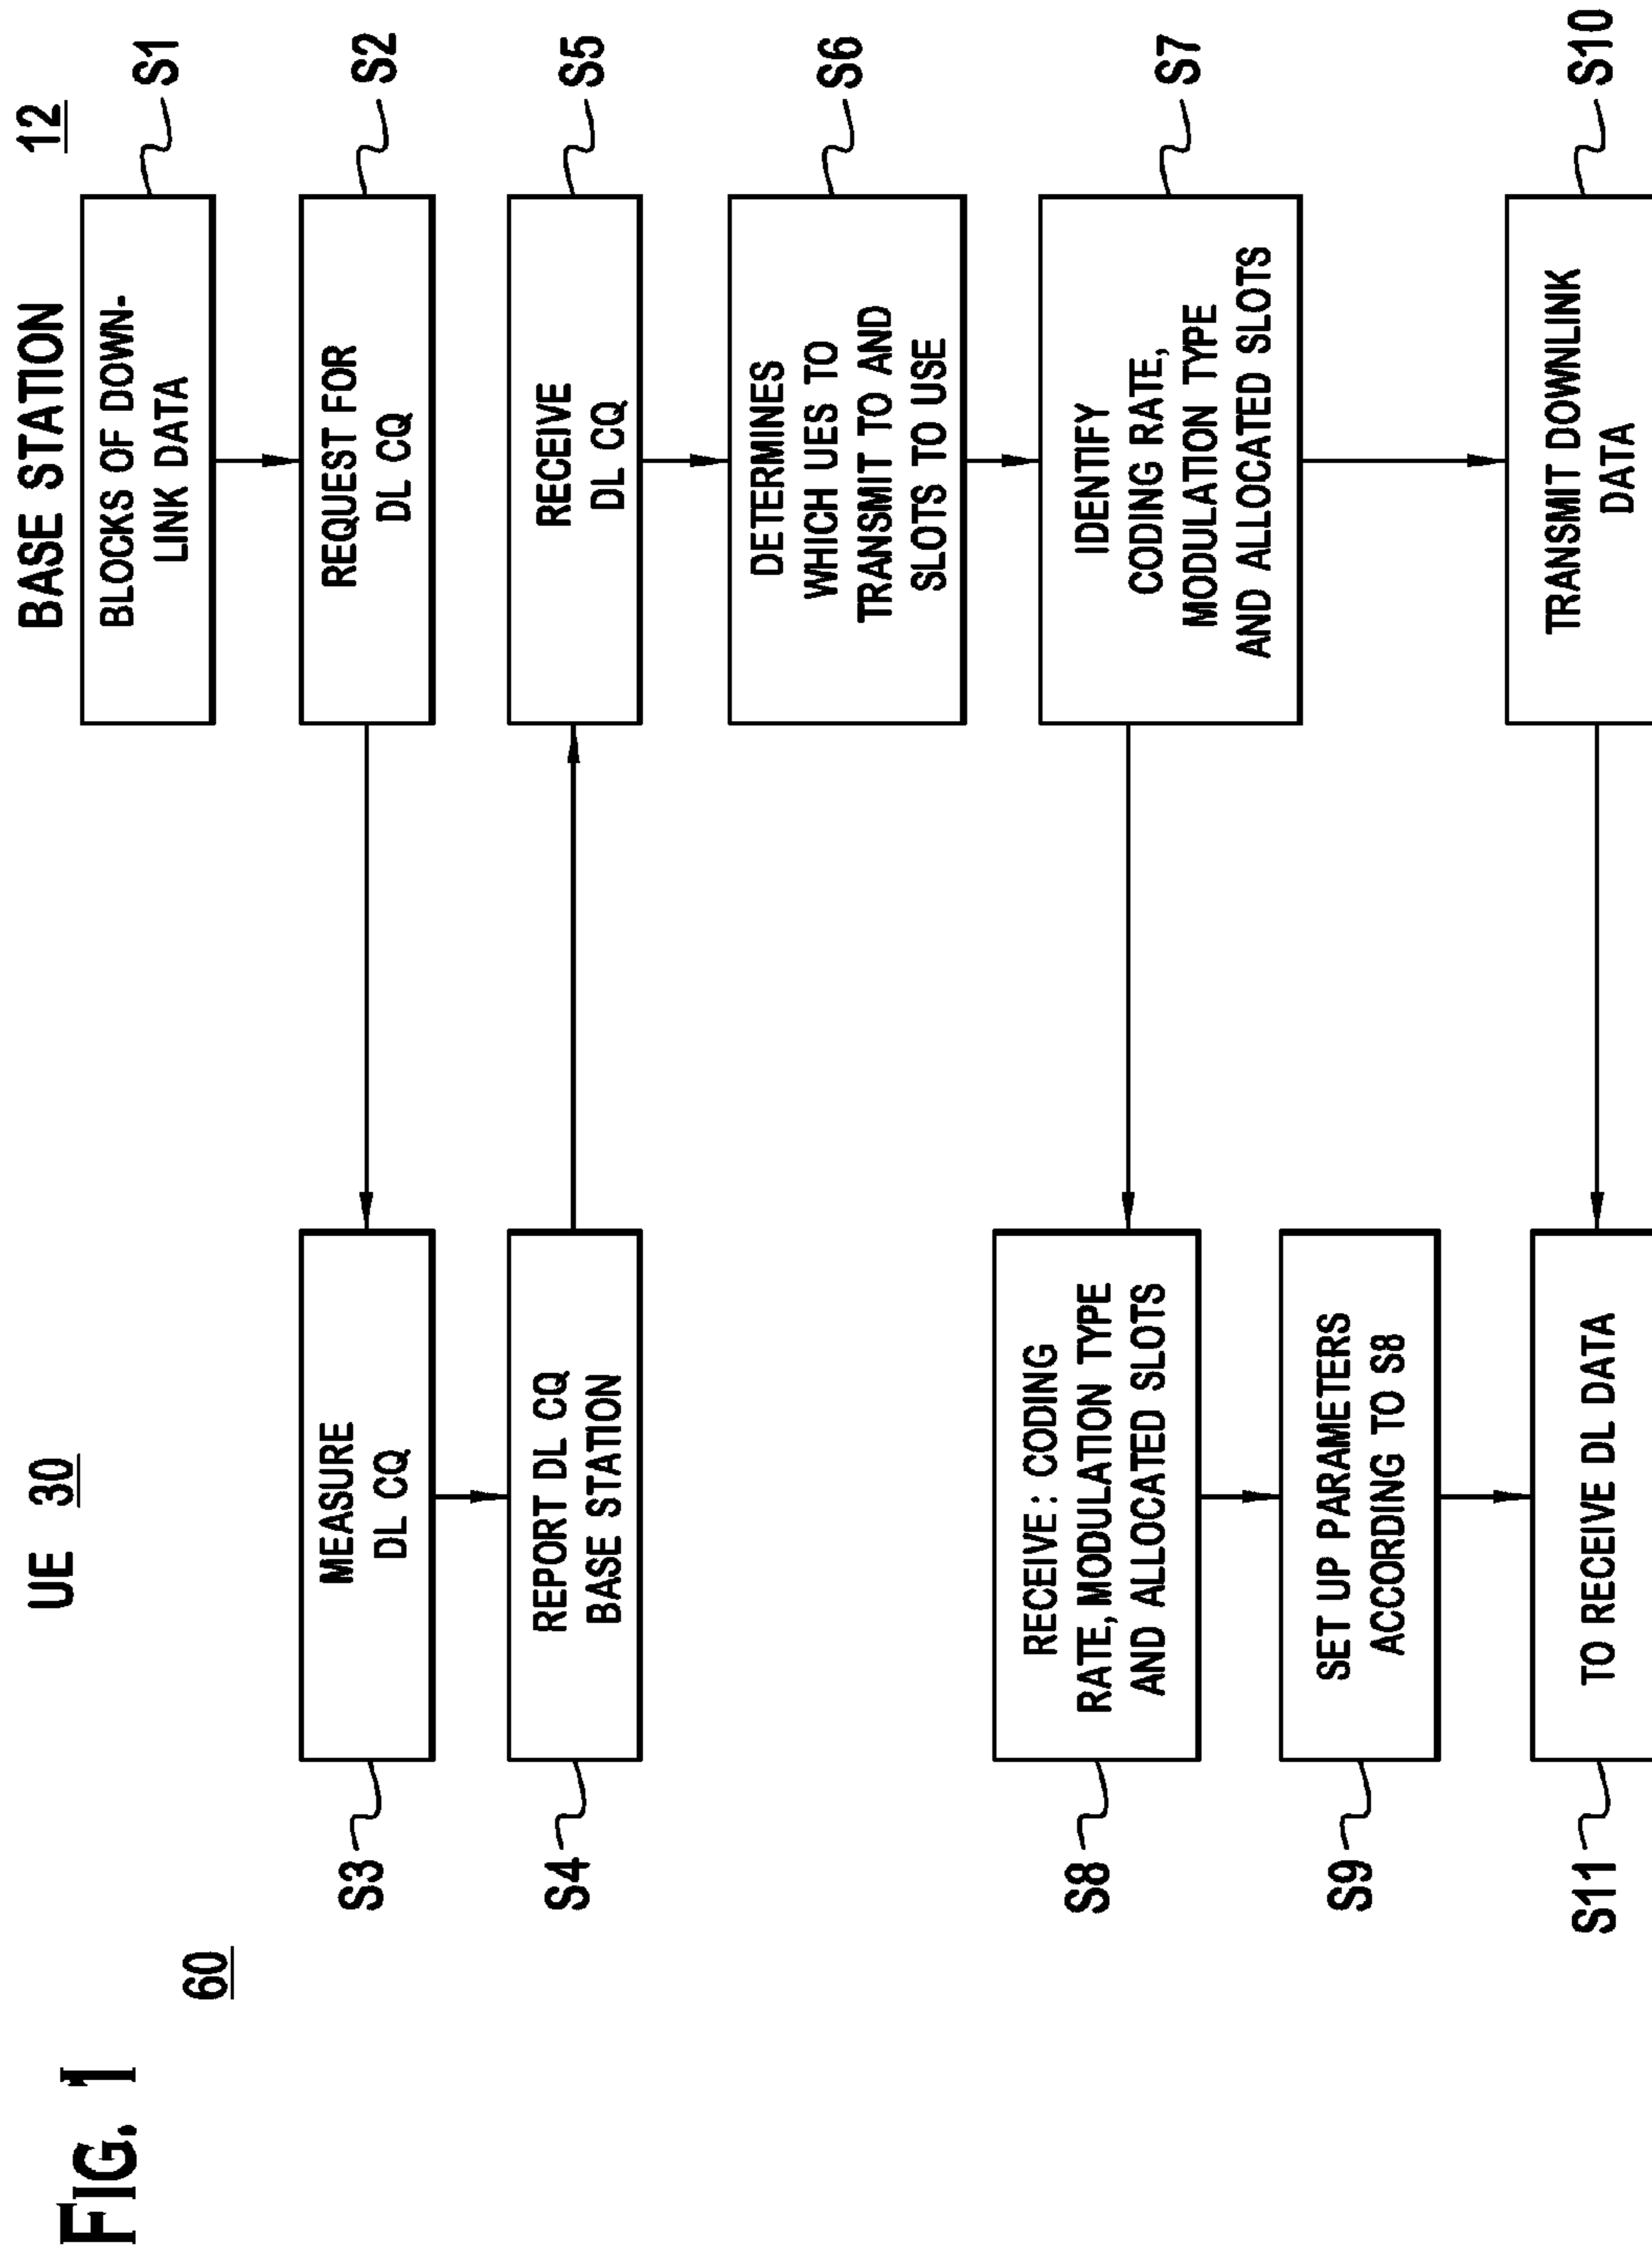 FIG. 1
60
UE 30
BASE STATION 12
BLOCKS OF DOWN-
LINK DATA
S1
REQUEST FOR
DL CQ
S2
S3
MEASURE
DL CQ
S4
REPORT DL CQ
BASE STATION
RECEIVE
DL CQ
S5
DETERMINES
WHICH UES TO
TRANSMIT TO AND
SLOTS TO USE
S6
IDENTIFY
CODING RATE,
MODULATION TYPE
AND ALLOCATED SLOTS
S7
S8
RECEIVE: CODING
RATE, MODULATION TYPE
AND ALLOCATED SLOTS
S9
SET UP PARAMETERS
ACCORDING TO S8
TRANSMIT DOWNLINK
DATA
S10
S11
TO RECEIVE DL DATA